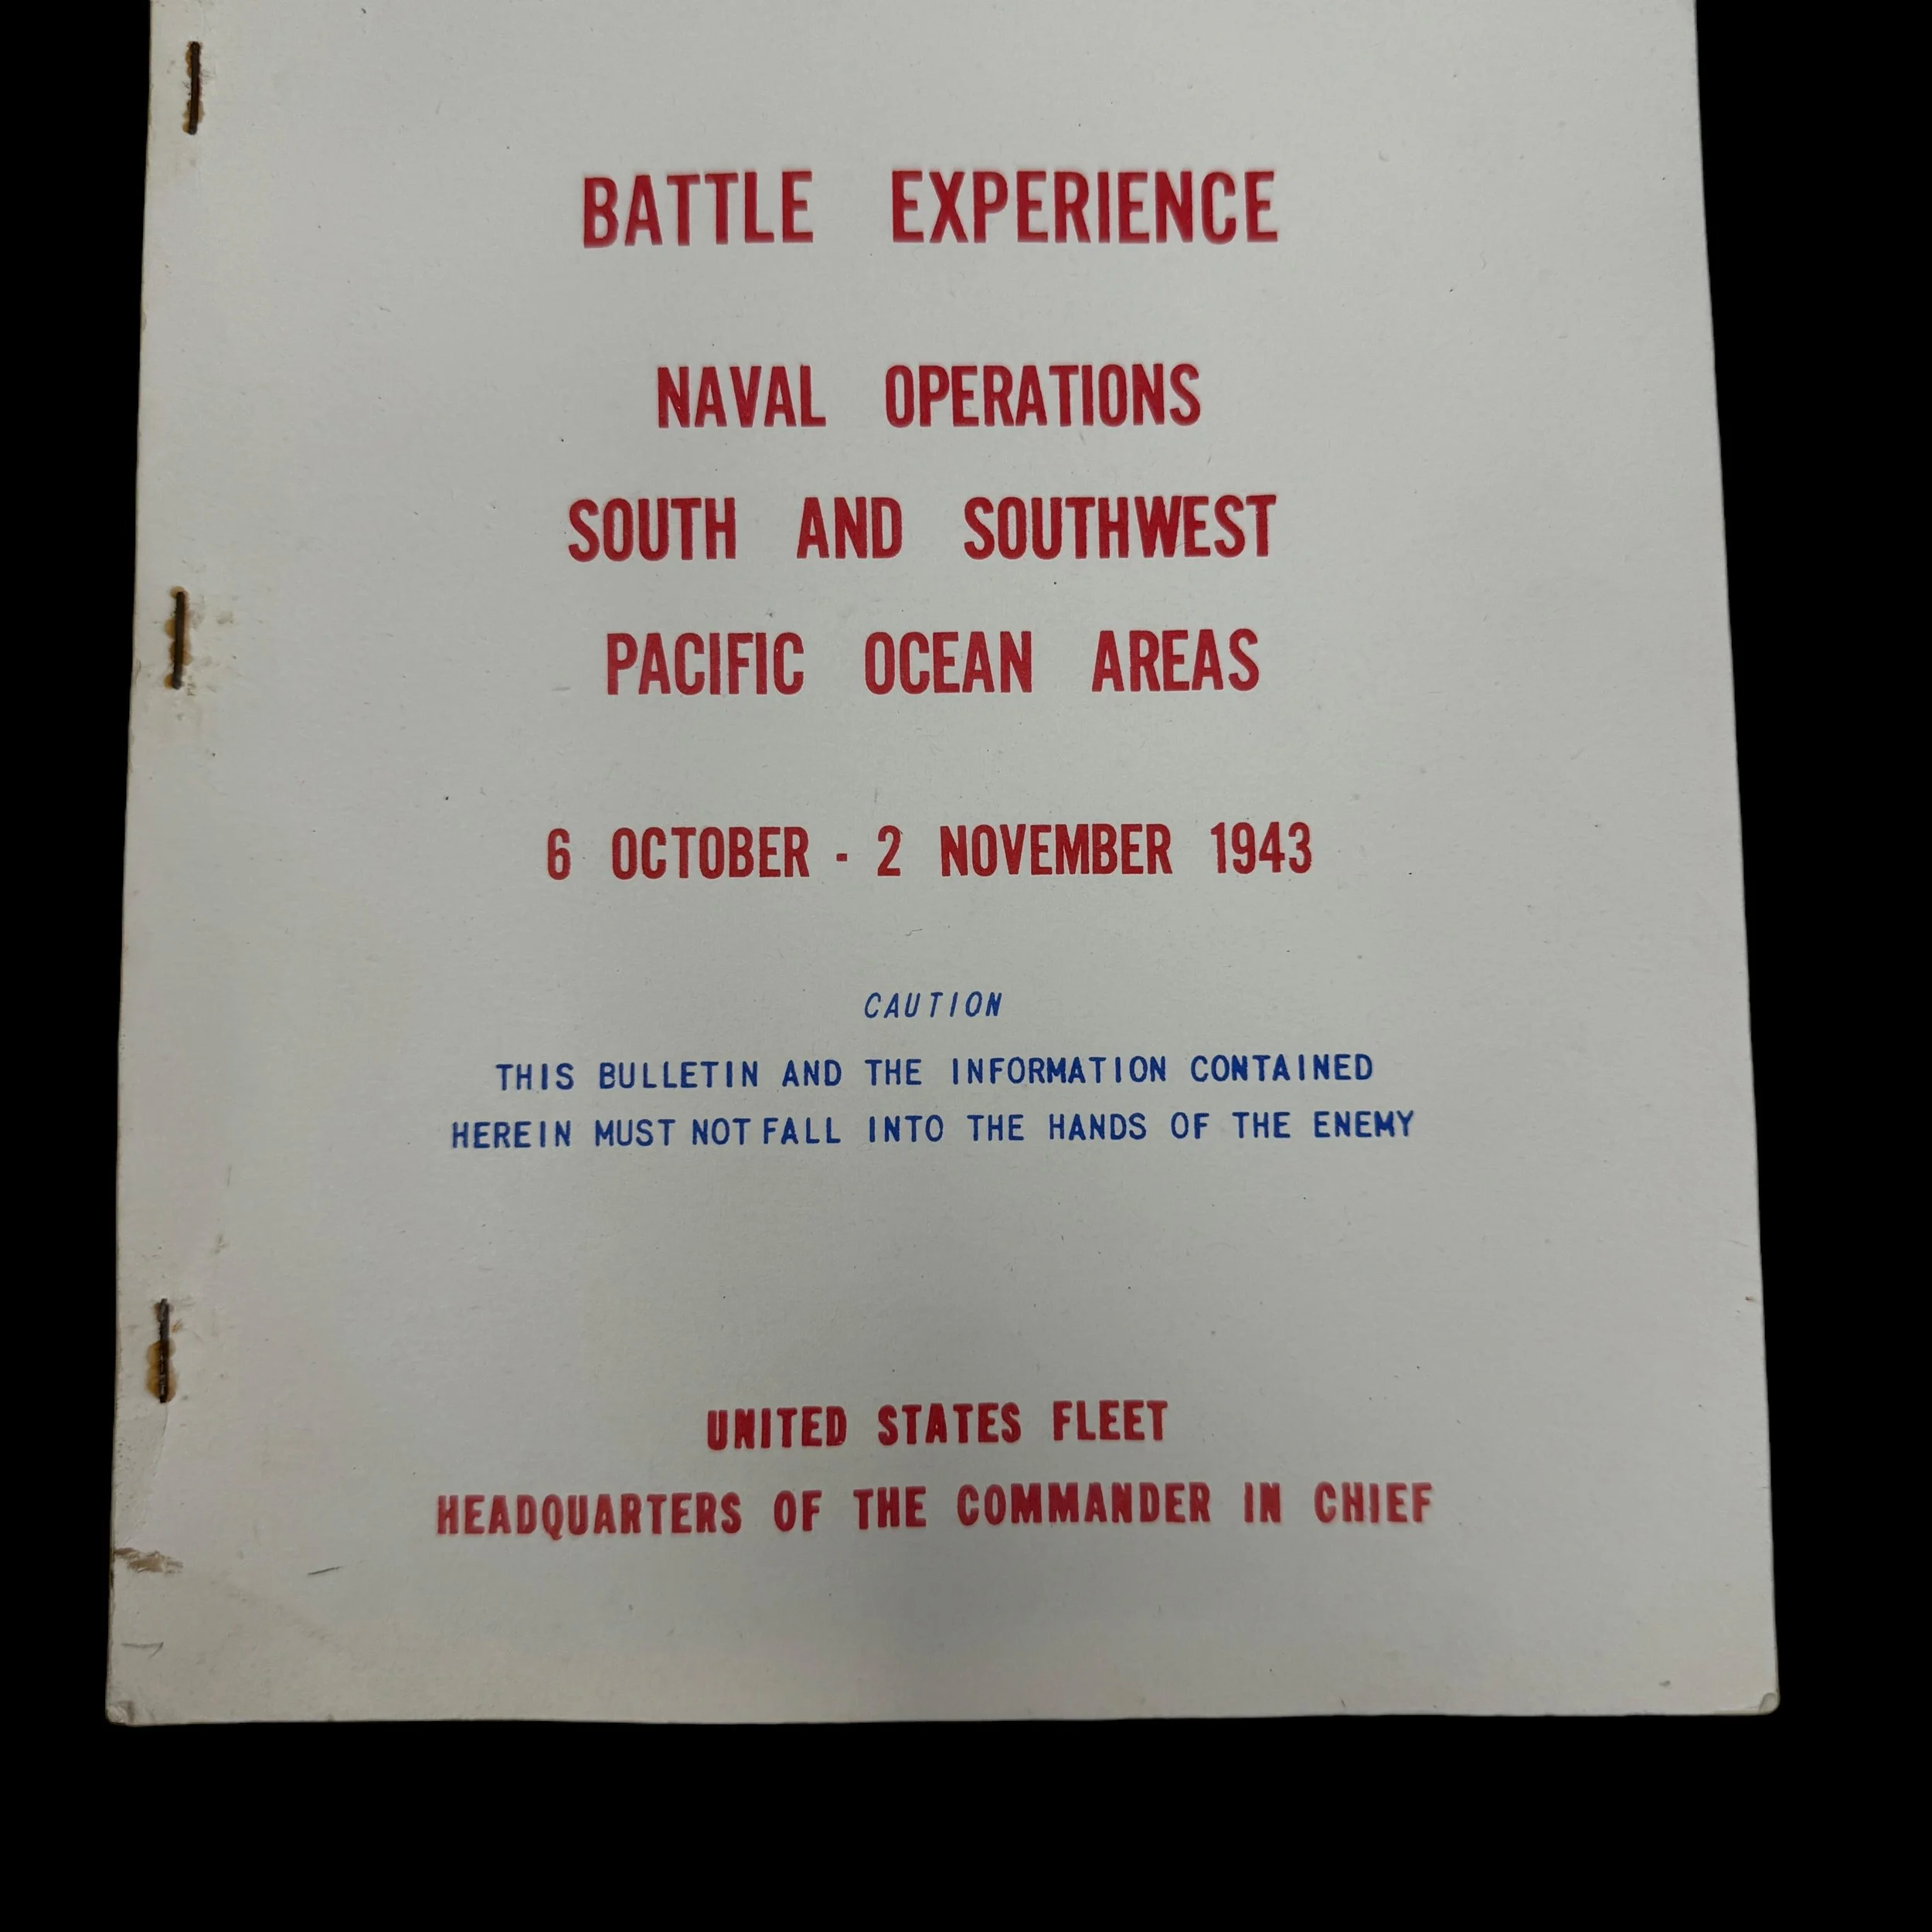 BATTLE EXPERIENCE
NAVAL OPERATIONS
SOUTH AND SOUTHWEST
PACIFIC OCEAN AREAS
6 OCTOBER - 2 NOVEMBER 1943
CAUTION
THIS BULLETIN AND THE INFORMATION CONTAINED
HEREIN MUST NOT FALL INTO THE HANDS OF THE ENEMY
UNITED STATES FLEET
HEADQUARTERS OF THE COMMANDER IN CHIEF